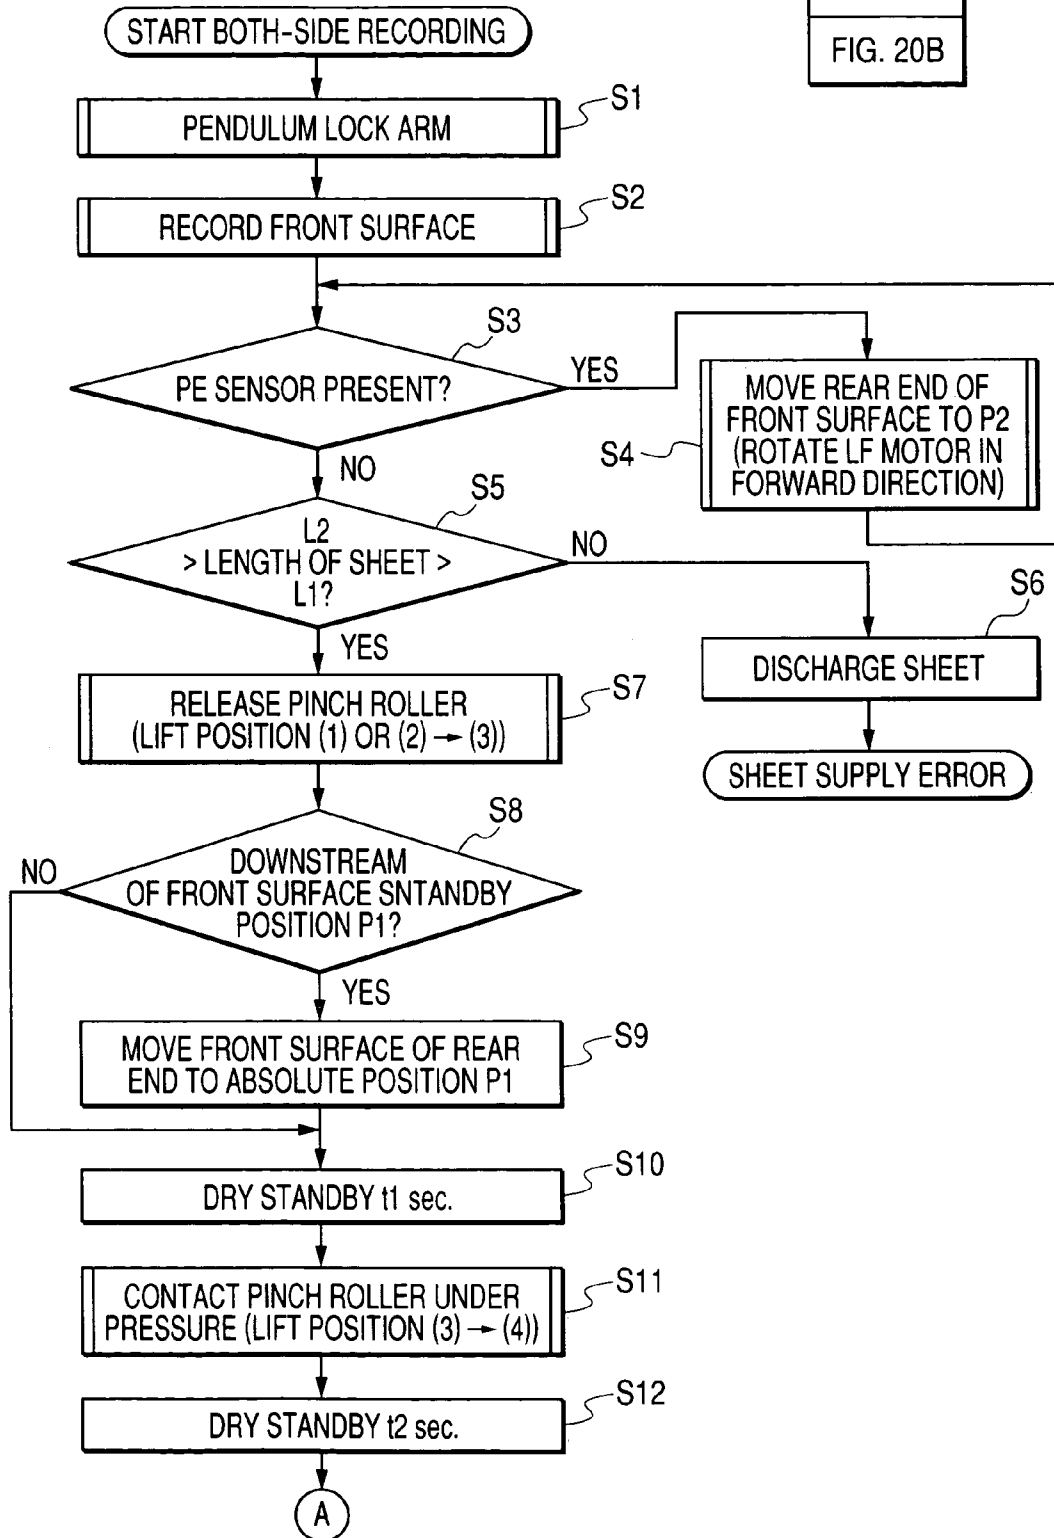 FIG. 20B
START BOTH-SIDE RECORDING
S1
PENDULUM LOCK ARM
S2
RECORD FRONT SURFACE
S3
PE SENSOR PRESENT?
YES
NO
S4
MOVE REAR END OF
FRONT SURFACE TO P2
(ROTATE LF MOTOR IN
FORWARD DIRECTION)
S5
L2
> LENGTH OF SHEET >
L1?
NO
YES
S6
DISCHARGE SHEET
SHEET SUPPLY ERROR
S7
RELEASE PINCH ROLLER
(LIFT POSITION (1) OR (2) → (3))
S8
DOWNSTREAM
OF FRONT SURFACE SNTANDBY
POSITION P1?
NO
YES
S9
MOVE FRONT SURFACE OF REAR
END TO ABSOLUTE POSITION P1
S10
DRY STANDBY t1 sec.
S11
CONTACT PINCH ROLLER UNDER
PRESSURE (LIFT POSITION (3) → (4))
S12
DRY STANDBY t2 sec.
A